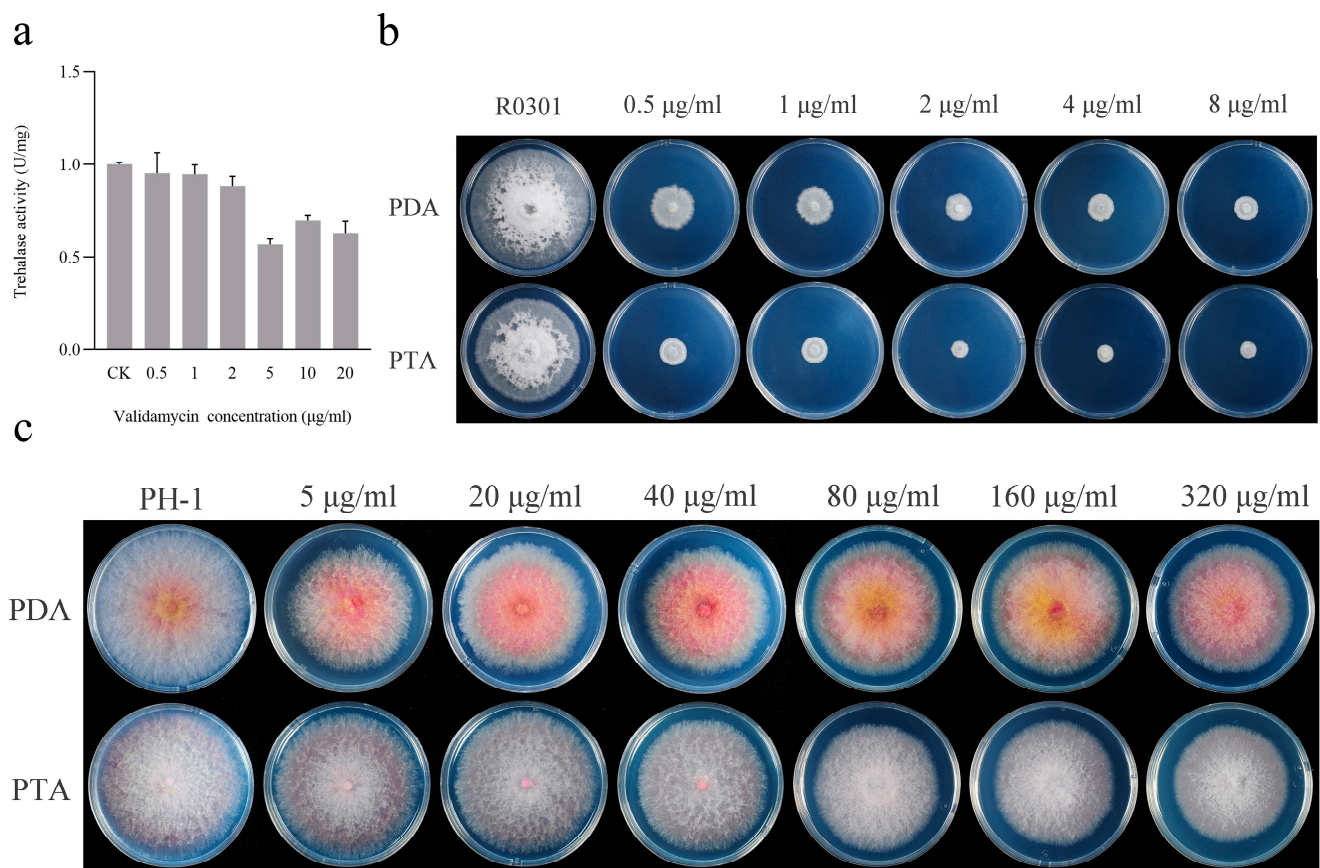 a
1.5
1.0
0.5
0.0
Trehalase activity (U/mg)
CK 0.5 1 2 5 10 20
Validamycin concentration (μg/ml)
b
R0301 0.5 μg/ml 1 μg/ml 2 μg/ml 4 μg/ml 8 μg/ml
PDA
PTA
c
PH-1 5 μg/ml 20 μg/ml 40 μg/ml 80 μg/ml 160 μg/ml 320 μg/ml
PDA
PTA